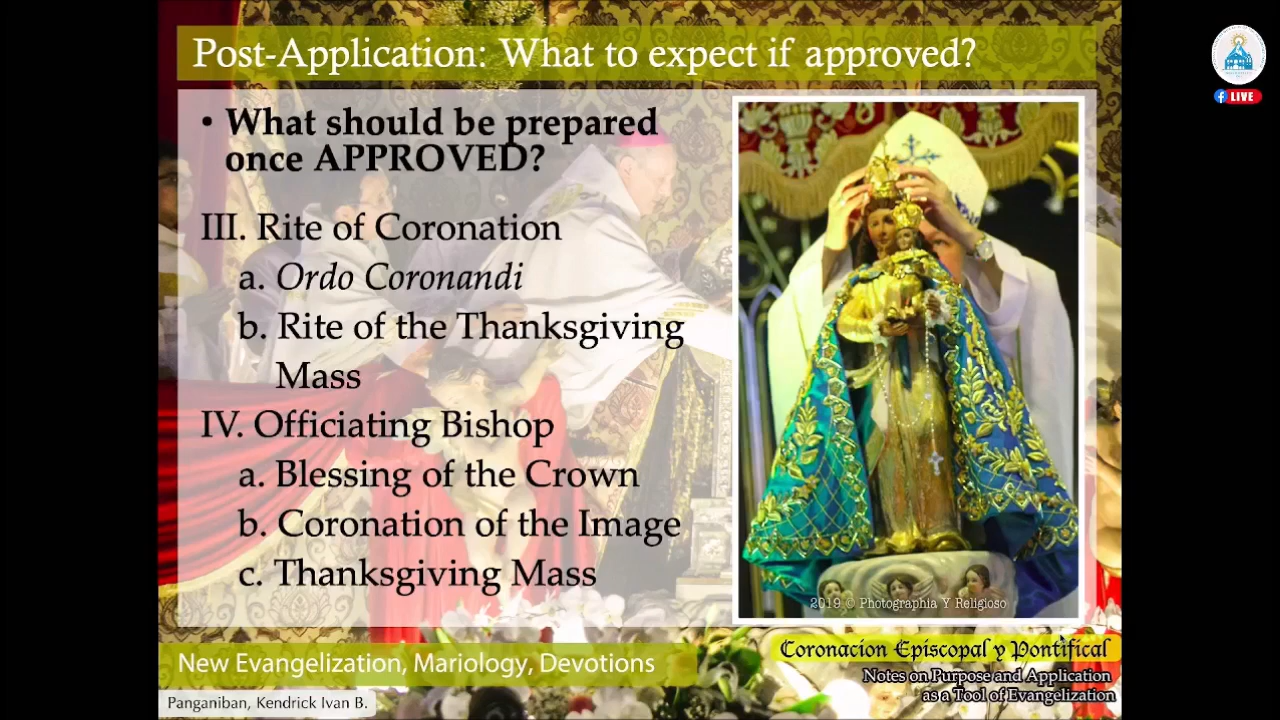 Post-Application: What to expect if approved?
LIVE
• What should be prepared
once APPROVED?
III. Rite of Coronation
a. Ordo Coronandi
b. Rite of the Thanksgiving
Mass
IV. Officiating Bishop
a. Blessing of the Crown
b. Coronation of the Image
c. Thanksgiving Mass
2019 © Photographia Y Religioso
New Evangelization, Mariology, Devotions
Coronacion Episcopal y Pontifical
Notes on Purpose and Application
as a Tool of Evangelization
Panganiban, Kendrick Ivan B.